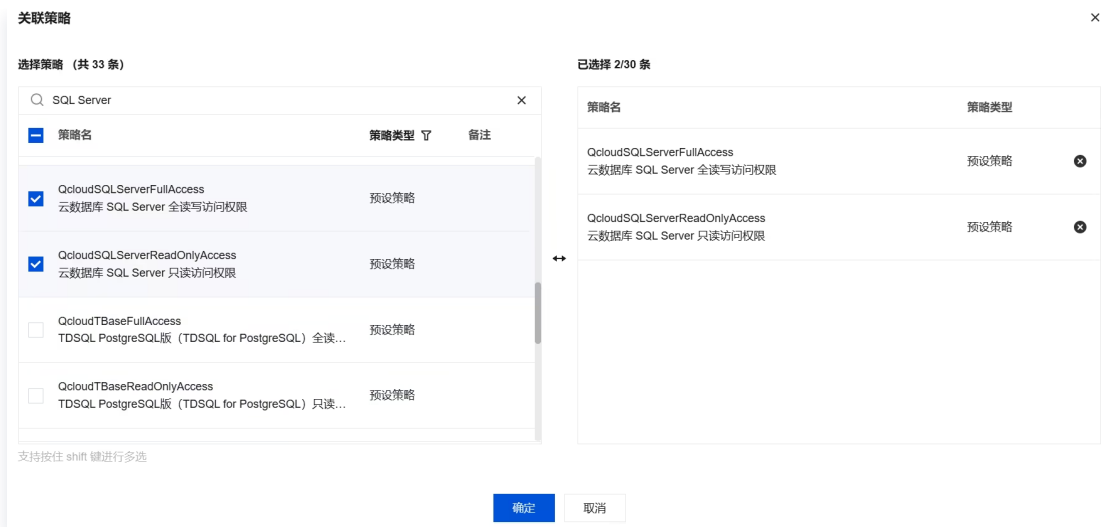 关联策略
选择策略 （共 33 条）
SQL Server
策略名 策略类型 备注
QcloudSQLServerFullAccess
云数据库 SQL Server 全读写访问权限
预设策略
QcloudSQLServerReadOnlyAccess
云数据库 SQL Server 只读访问权限
预设策略
QcloudTBaseFullAccess
TDSQL PostgreSQL版（TDSQL for PostgreSQL）全读...
预设策略
QcloudTBaseReadOnlyAccess
TDSQL PostgreSQL版（TDSQL for PostgreSQL）只读...
预设策略
支持按住 shift 键进行多选
已选择 2/30 条
策略名 策略类型
QcloudSQLServerFullAccess
云数据库 SQL Server 全读写访问权限
预设策略
QcloudSQLServerReadOnlyAccess
云数据库 SQL Server 只读访问权限
预设策略
确定 取消